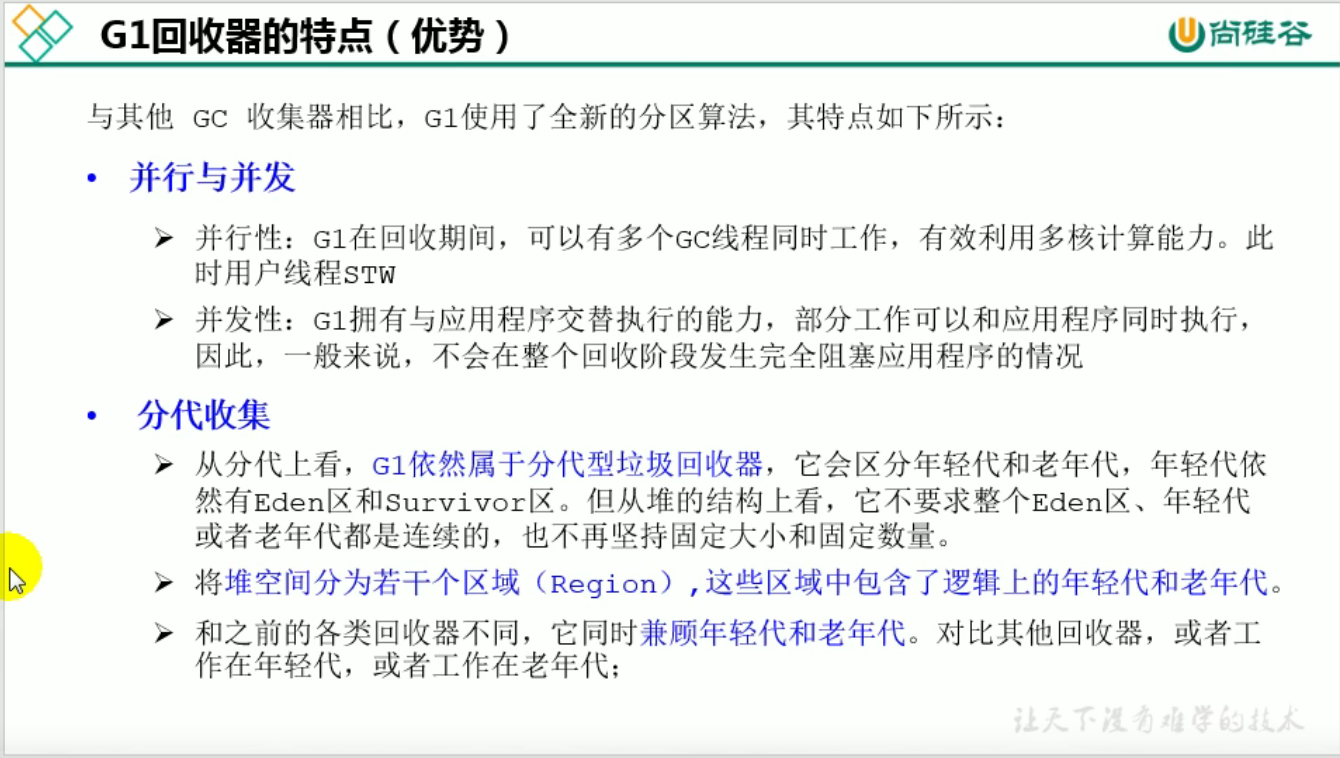 G1回收器的特点（优势）
尚硅谷
与其他 GC 收集器相比，G1使用了全新的分区算法，其特点如下所示：
• 并行与并发
➢ 并行性：G1在回收期间，可以有多个GC线程同时工作，有效利用多核计算能力。此
时用户线程STW
➢ 并发性：G1拥有与应用程序交替执行的能力，部分工作可以和应用程序同时执行，
因此，一般来说，不会在整个回收阶段发生完全阻塞应用程序的情况
• 分代收集
➢ 从分代上看，G1依然属于分代型垃圾回收器，它会区分年轻代和老年代，年轻代依
然有Eden区和Survivor区。但从堆的结构上看，它不要求整个Eden区、年轻代
或者老年代都是连续的，也不再坚持固定大小和固定数量。
➢ 将堆空间分为若干个区域（Region）,这些区域中包含了逻辑上的年轻代和老年代。
➢ 和之前的各类回收器不同，它同时兼顾年轻代和老年代。对比其他回收器，或者工
作在年轻代，或者工作在老年代；
让天下没有难学的技术